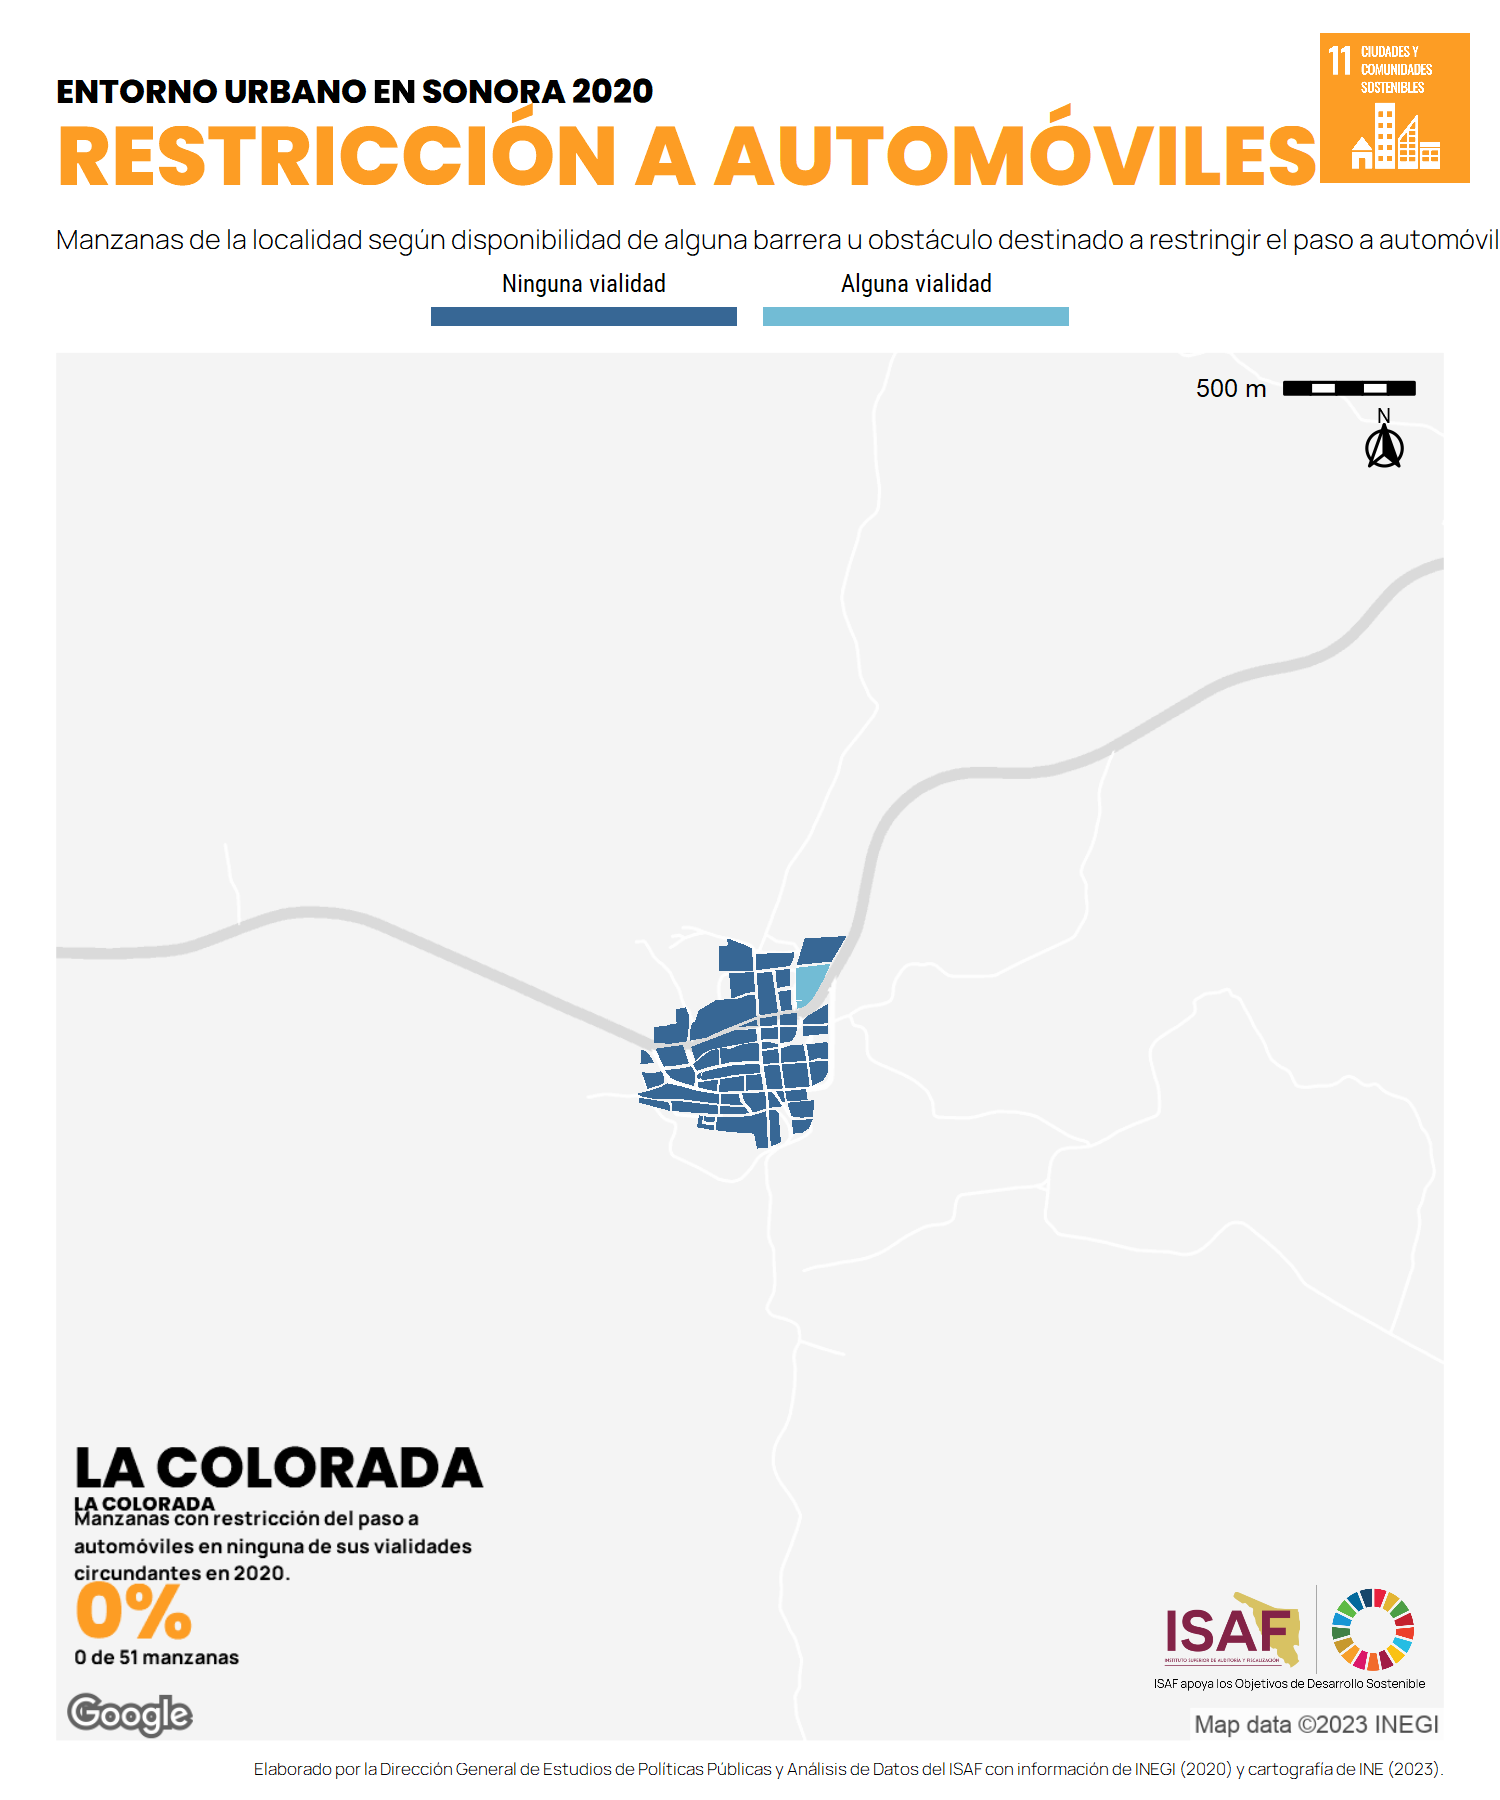 11 CIUDADES Y
COMUNIDADES
SOSTENIBLES
ENTORNO URBANO EN SONORA 2020
RESTRICCIÓN A AUTOMÓVILES
Manzanas de la localidad según disponibilidad de alguna barrera u obstáculo destinado a restringir el paso a automóvil
Ninguna vialidad
Alguna vialidad
500 m
N
LA COLORADA
LA COLORADA
Manzanas con restricción del paso a
automóviles en ninguna de sus vialidades
circundantes en 2020.
0%
0 de 51 manzanas
Google
ISAF
INSTITUTO SUPERIOR DE AUDITORÍA Y FISCALIZACIÓN
ISAF apoya los Objetivos de Desarrollo Sostenible
Map data ©2023 INEGI
Elaborado por la Dirección General de Estudios de Políticas Públicas y Análisis de Datos del ISAF con información de INEGI (2020) y cartografía de INE (2023).